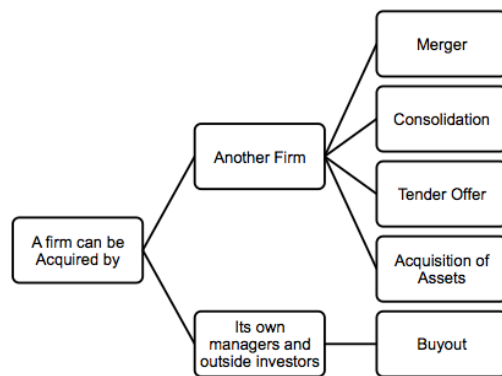 Merger
Consolidation
Another Firm
Tender Offer
A firm can be
Acquired by
Acquisition of
Assets
Its own
managers and
outside investors
Buyout